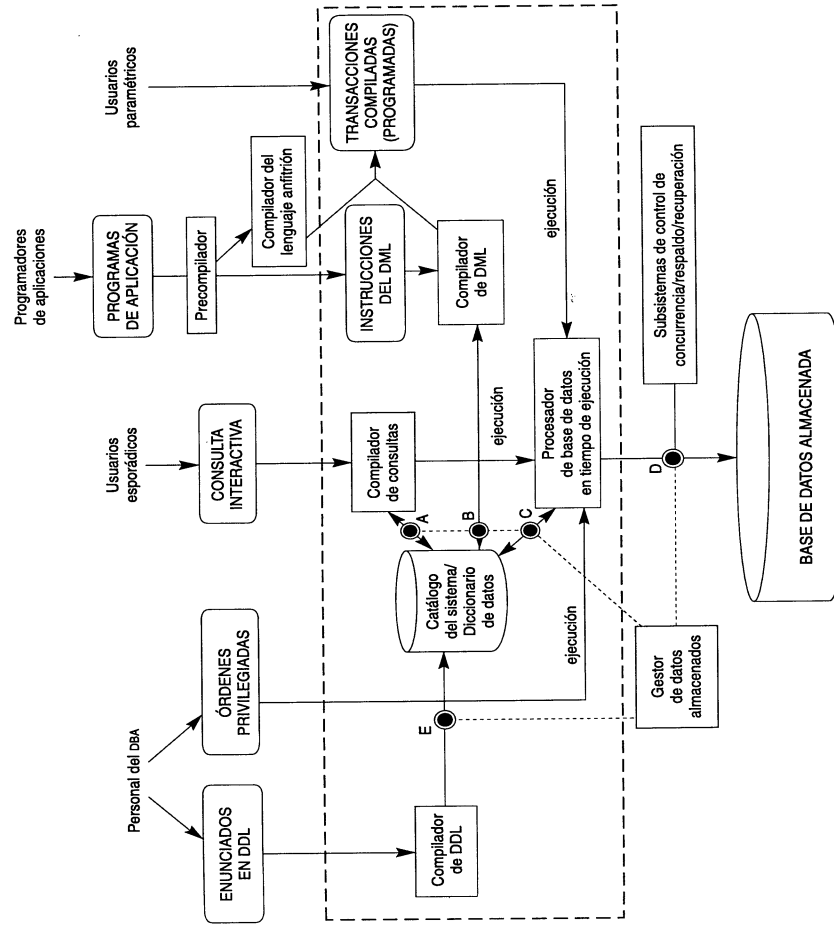 Personal del DBA
Usuarios
esporádicos
Programadores
de aplicaciones
Usuarios
paramétricos
ENUNCIADOS
EN DDL
ÓRDENES
PRIVILEGIADAS
CONSULTA
INTERACTIVA
PROGRAMAS
DE APLICACIÓN
Precompilador
Compilador del
lenguaje anfitrión
TRANSACCIONES
COMPILADAS
(PROGRAMADAS)
INSTRUCCIONES
DEL DML
Compilador
de DML
Compilador
de consultas
Compilador
de DDL
Catálogo
del sistema/
Diccionario
de datos
A
B
C
D
E
ejecución
ejecución
ejecución
ejecución
Procesador
de base de datos
en tiempo de ejecución
Gestor
de datos
almacenados
Subsistemas de control de
concurrencia/respaldo/recuperación
BASE DE DATOS ALMACENADA